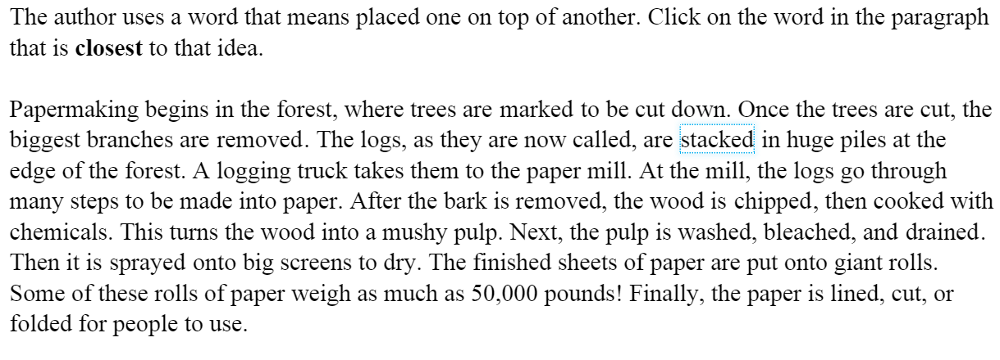 The author uses a word that means placed one on top of another. Click on the word in the paragraph
that is closest to that idea.
Papermaking begins in the forest, where trees are marked to be cut down. Once the trees are cut, the
biggest branches are removed. The logs, as they are now called, are stacked in huge piles at the
edge of the forest. A logging truck takes them to the paper mill. At the mill, the logs go through
many steps to be made into paper. After the bark is removed, the wood is chipped, then cooked with
chemicals. This turns the wood into a mushy pulp. Next, the pulp is washed, bleached, and drained.
Then it is sprayed onto big screens to dry. The finished sheets of paper are put onto giant rolls.
Some of these rolls of paper weigh as much as 50,000 pounds! Finally, the paper is lined, cut, or
folded for people to use.